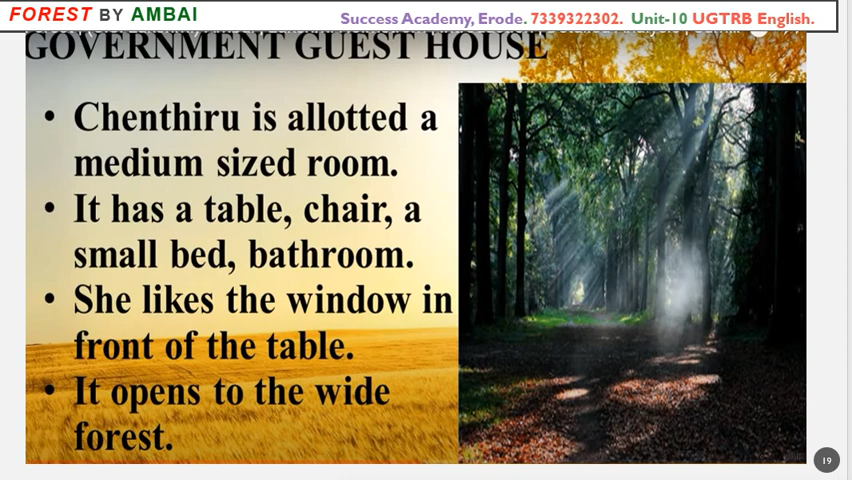 FOREST BY AMBAI
Success Academy, Erode. 7339322302. Unit-10 UGTRB English.
GOVERNMENT GUEST HOUSE
• Chenthiru is allotted a
medium sized room.
• It has a table, chair, a
small bed, bathroom.
• She likes the window in
front of the table.
• It opens to the wide
forest.
19